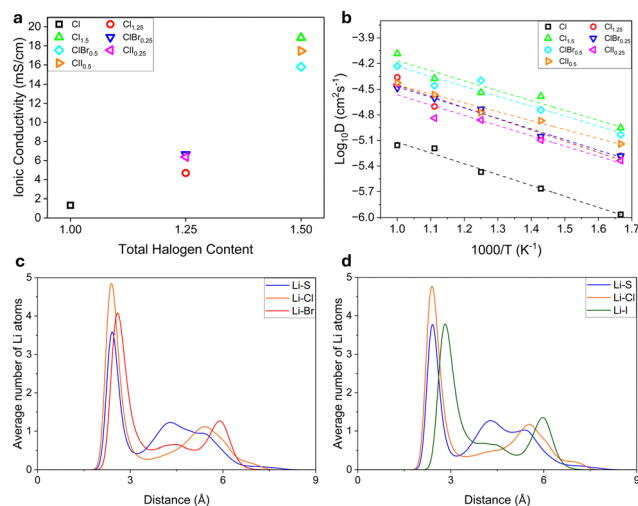 a
Ionic Conductivity (mS/cm)
20
18
16
14
12
10
8
6
4
2
0
Cl
Cl1.25
Cl1.5
ClBr0.25
ClBr0.5
ClI0.25
ClI0.5
1.00
1.25
1.50
Total Halogen Content
b
Log10D (cm2s-1)
-3.9
-4.2
-4.5
-4.8
-5.1
-5.4
-5.7
-6.0
Cl
Cl1.25
Cl1.5
ClBr0.25
ClBr0.5
ClI0.25
ClI0.5
1.0
1.1
1.2
1.3
1.4
1.5
1.6
1.7
1000/T (K-1)
c
Average number of Li atoms
5
4
3
2
1
0
Li-S
Li-Cl
Li-Br
0
3
6
9
Distance (Å)
d
Average number of Li atoms
5
4
3
2
1
0
Li-S
Li-Cl
Li-I
0
3
6
9
Distance (Å)